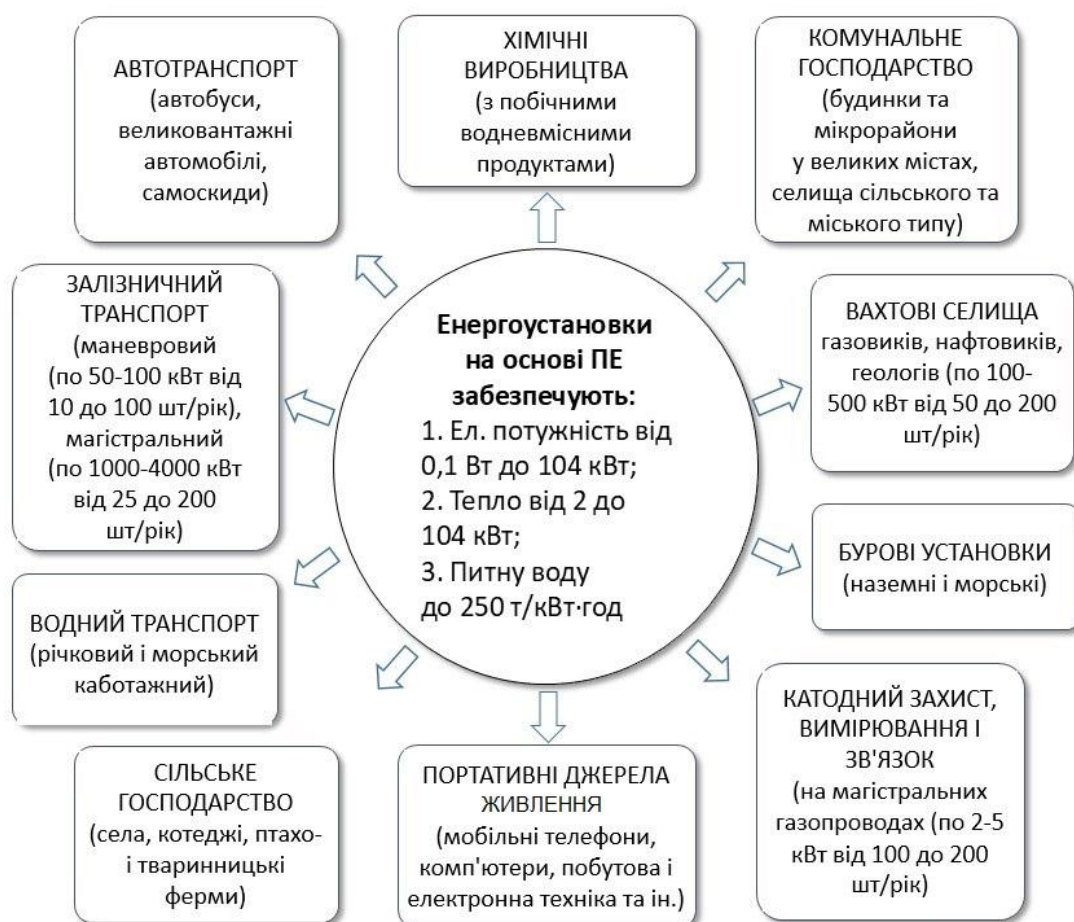 АВТОТРАНСПОРТ
(автобуси,
великовантажні
автомобілі,
самоскиди)
ХІМІЧНІ
ВИРОБНИЦТВА
(з побічними
водневмісними
продуктами)
КОМУНАЛЬНЕ
ГОСПОДАРСТВО
(будинки та
мікрорайони
у великих містах,
селища сільського та
міського типу)
ЗАЛІЗНИЧНИЙ
ТРАНСПОРТ
(маневровий
(по 50-100 кВт від
10 до 100 шт/рік),
магістральний
(по 1000-4000 кВт
від 25 до 200
шт/рік)
Енергоустановки
на основі ПЕ
забезпечують:
1. Ел. потужність від
0,1 Вт до 104 кВт;
2. Тепло від 2 до
104 кВт;
3. Питну воду
до 250 т/кВт·год
ВАХТОВІ СЕЛИЩА
газовиків, нафтовиків,
геологів (по 100-
500 кВт від 50 до 200
шт/рік)
БУРОВІ УСТАНОВКИ
(наземні і морські)
ВОДНИЙ ТРАНСПОРТ
(річковий і морський
каботажний)
КАТОДНИЙ ЗАХИСТ,
ВИМІРЮВАННЯ І
ЗВ'ЯЗОК
(на магістральних
газопроводах (по 2-5
кВт від 100 до 200
шт/рік)
СІЛЬСЬКЕ
ГОСПОДАРСТВО
(села, котеджі, птахо-
і тваринницькі
ферми)
ПОРТАТИВНІ ДЖЕРЕЛА
ЖИВЛЕННЯ
(мобільні телефони,
комп'ютери, побутова і
електронна техніка та ін.)